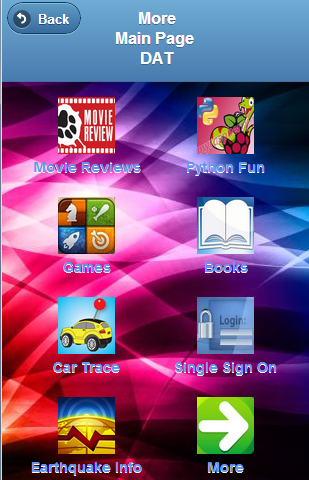 Back
More
Main Page
DAT
MOVIE
REVIEW
Movie Reviews
Python Fun
Games
Books
Login:
Car Trace
Single Sign On
Earthquake Info
More